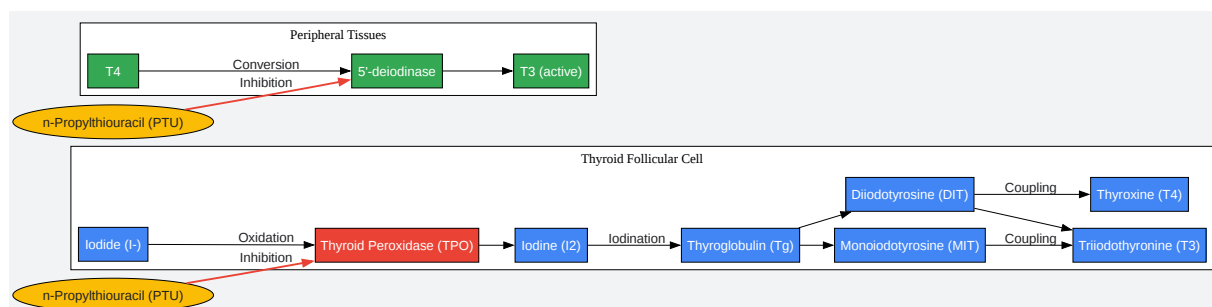 Peripheral Tissues
T4
Conversion
5'-deiodinase
T3 (active)
Inhibition
n-Propylthiouracil (PTU)
Thyroid Follicular Cell
Diiodotyrosine (DIT)
Coupling
Thyroxine (T4)
Iodide (I-)
Oxidation
Thyroid Peroxidase (TPO)
Iodine (I2)
Iodination
Thyroglobulin (Tg)
Monoiodotyrosine (MIT)
Coupling
Triiodothyronine (T3)
Inhibition
n-Propylthiouracil (PTU)